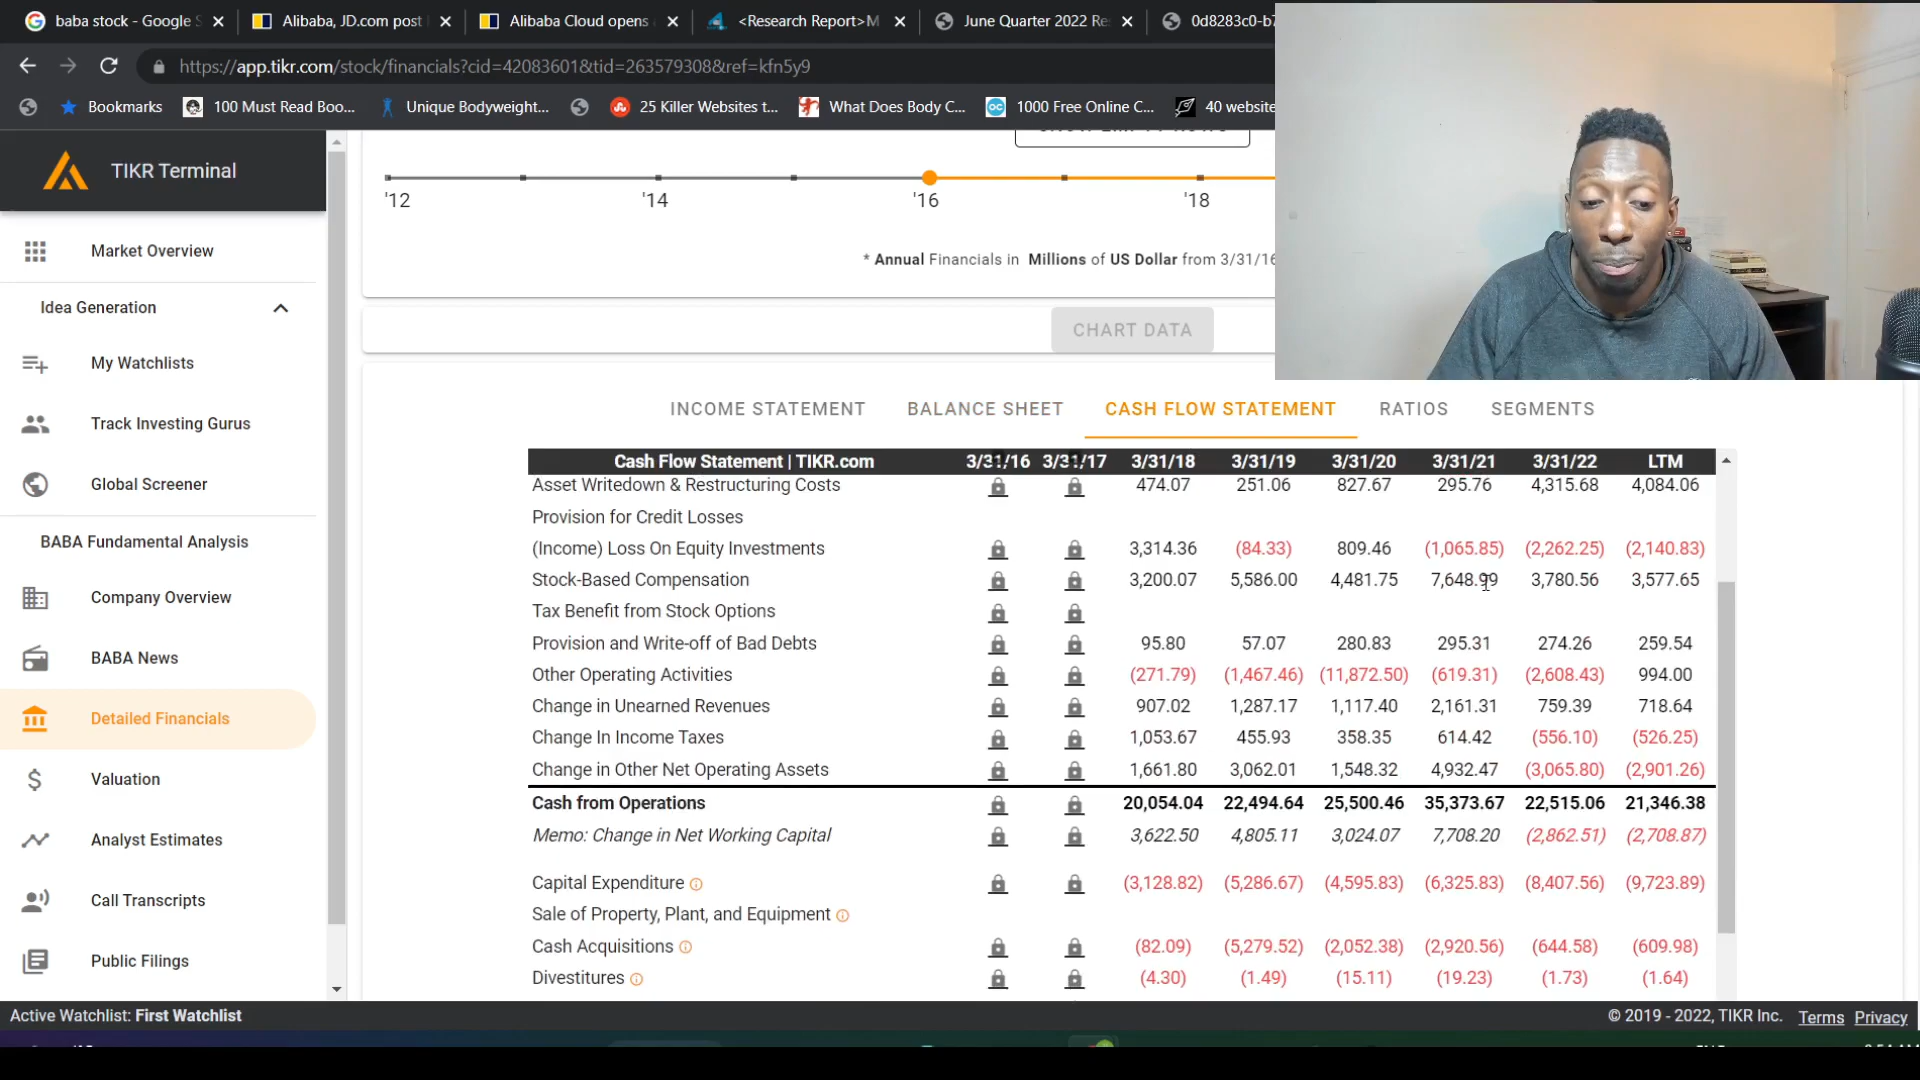 baba stock - Google S
Alibaba, JD.com post
Alibaba Cloud opens
<Research Report>M
June Quarter 2022 Re
0d8283c0-b7
https://app.tikr.com/stock/financials?cid=42083601&tid=263579308&ref=kfn5y9
Bookmarks
100 Must Read Boo...
Unique Bodyweight...
25 Killer Websites t...
What Does Body C...
1000 Free Online C...
40 website
TIKR Terminal
Market Overview
Idea Generation
My Watchlists
Track Investing Gurus
Global Screener
BABA Fundamental Analysis
Company Overview
BABA News
Detailed Financials
Valuation
Analyst Estimates
Call Transcripts
Public Filings
'12 '14 '16 '18
* Annual Financials in Millions of US Dollar from 3/31/16
CHART DATA
INCOME STATEMENT BALANCE SHEET CASH FLOW STATEMENT RATIOS SEGMENTS
Cash Flow Statement | TIKR.com 3/31/16 3/31/17 3/31/18 3/31/19 3/31/20 3/31/21 3/31/22 LTM
Asset Writedown & Restructuring Costs 474.07 251.06 827.67 295.76 4,315.68 4,084.06
Provision for Credit Losses
(Income) Loss On Equity Investments 3,314.36 (84.33) 809.46 (1,065.85) (2,262.25) (2,140.83)
Stock-Based Compensation 3,200.07 5,586.00 4,481.75 7,648.99 3,780.56 3,577.65
Tax Benefit from Stock Options
Provision and Write-off of Bad Debts 95.80 57.07 280.83 295.31 274.26 259.54
Other Operating Activities (271.79) (1,467.46) (11,872.50) (619.31) (2,608.43) 994.00
Change in Unearned Revenues 907.02 1,287.17 1,117.40 2,161.31 759.39 718.64
Change In Income Taxes 1,053.67 455.93 358.35 614.42 (556.10) (526.25)
Change in Other Net Operating Assets 1,661.80 3,062.01 1,548.32 4,932.47 (3,065.80) (2,901.26)
Cash from Operations 20,054.04 22,494.64 25,500.46 35,373.67 22,515.06 21,346.38
Memo: Change in Net Working Capital 3,622.50 4,805.11 3,024.07 7,708.20 (2,862.51) (2,708.87)
Capital Expenditure (3,128.82) (5,286.67) (4,595.83) (6,325.83) (8,407.56) (9,723.89)
Sale of Property, Plant, and Equipment
Cash Acquisitions (82.09) (5,279.52) (2,052.38) (2,920.56) (644.58) (609.98)
Divestitures (4.30) (1.49) (15.11) (19.23) (1.73) (1.64)
Active Watchlist: First Watchlist
© 2019 - 2022, TIKR Inc. Terms Privacy